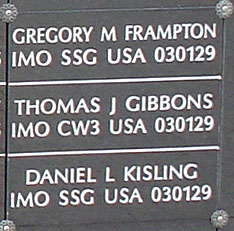 GREGORY M FRAMPTON
IMO SSG USA 030129
THOMAS J GIBBONS
IMO CW3 USA 030129
DANIEL L KISLING
IMO SSG USA 030129